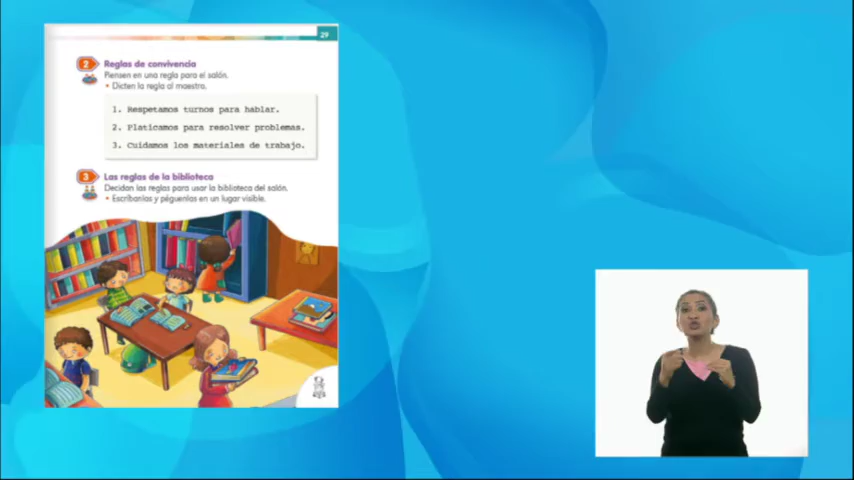 29
2 Reglas de convivencia
Piensen en una regla para el salón.
• Dicten la regla al maestro.
1. Respetamos turnos para hablar.
2. Platicamos para resolver problemas.
3. Cuidamos los materiales de trabajo.
3 Las reglas de la biblioteca
Decidan las reglas para usar la biblioteca del salón.
• Escríbanlas y péguenlas en un lugar visible.